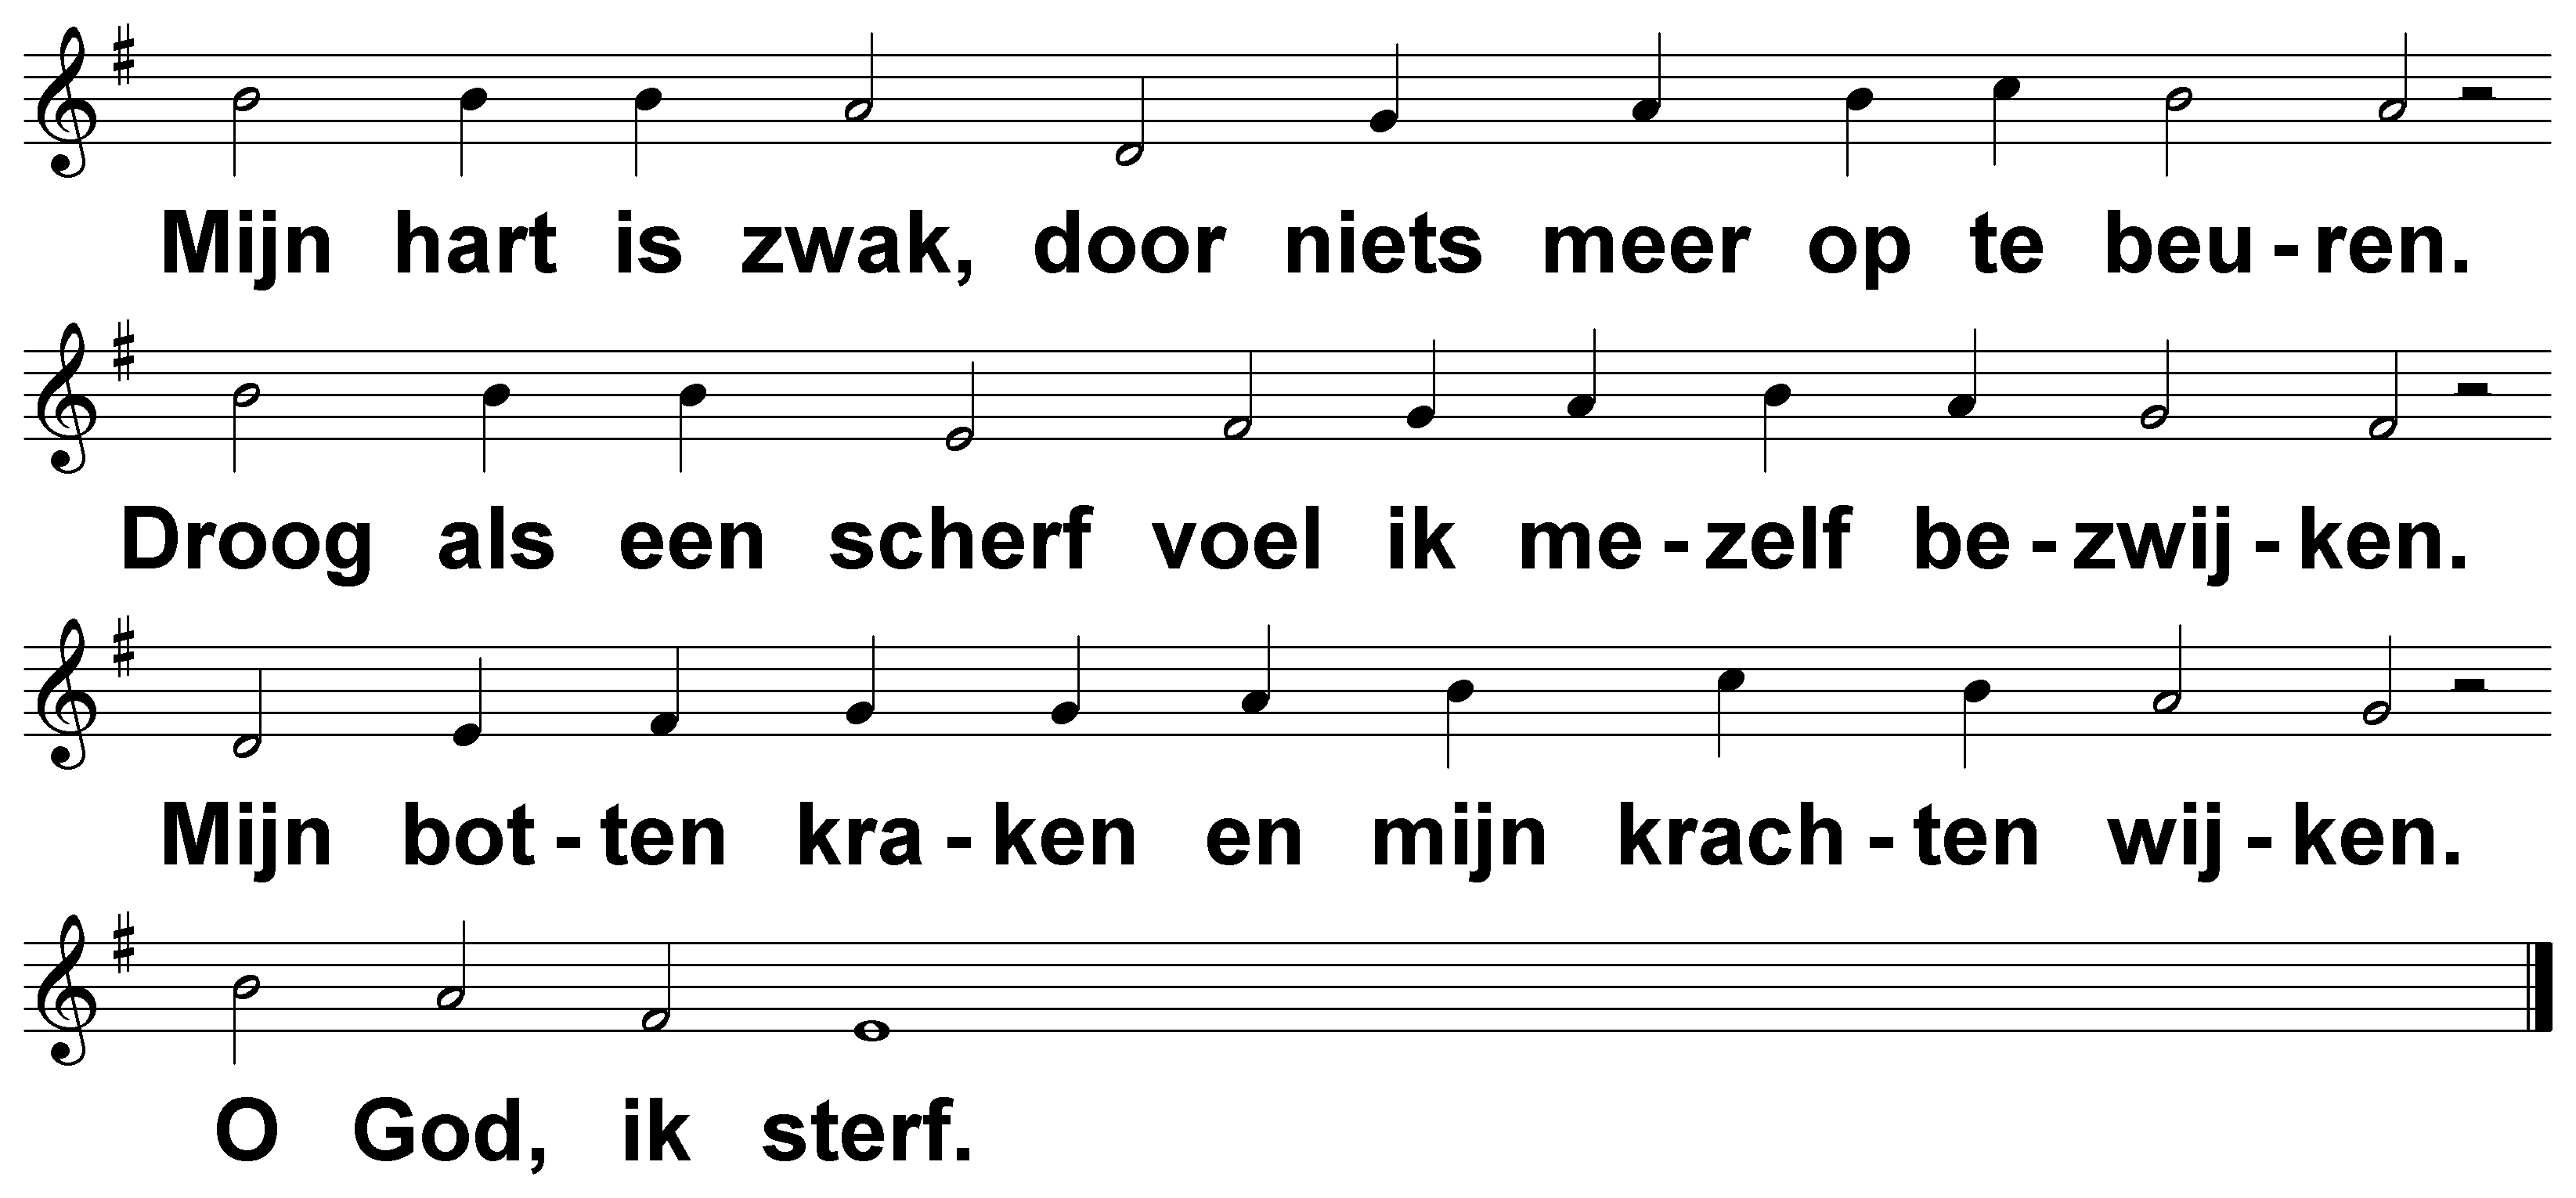 Mijn hart is zwak, door niets meer op te beu-ren.
Droog als een scherf voel ik me-zelf be-zwij-ken.
Mijn bot-ten kra-ken en mijn krach-ten wij-ken.
O God, ik sterf.